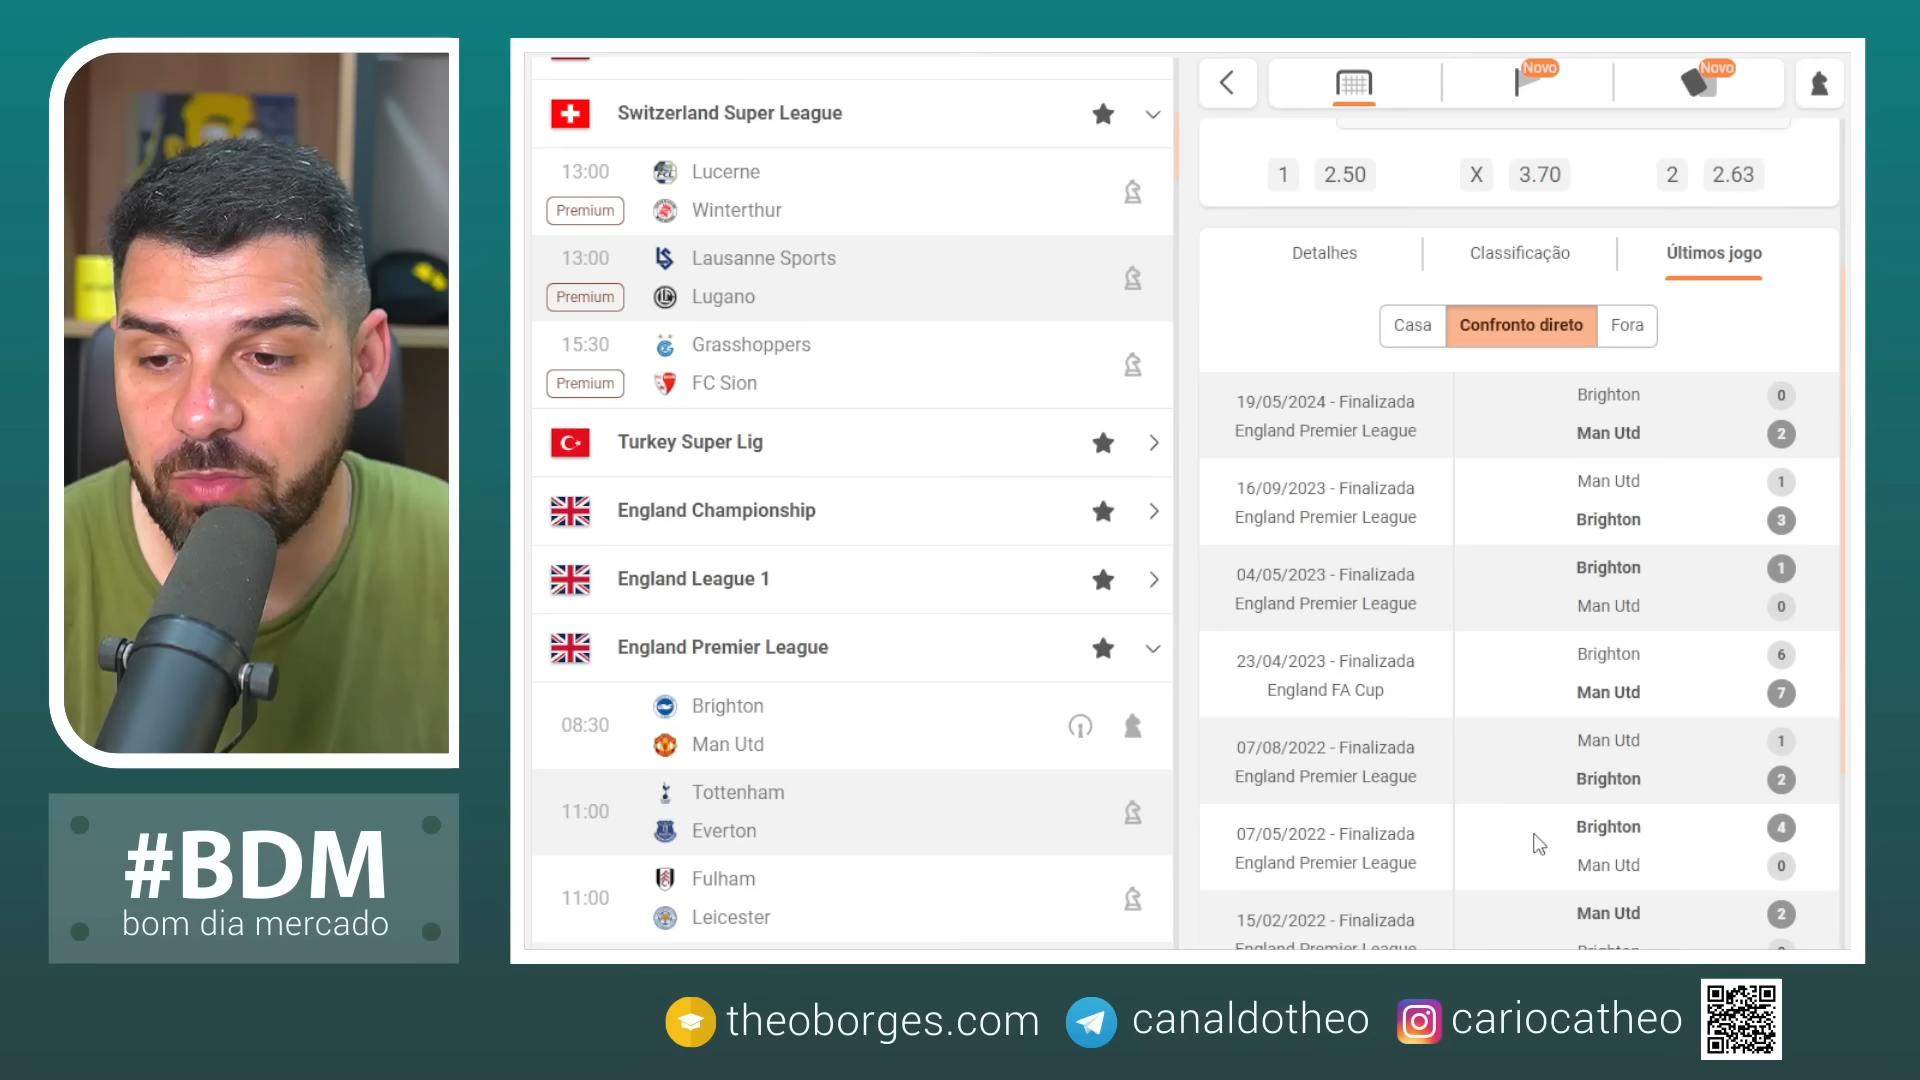 Switzerland Super League
13:00
Lucerne
Premium
Winterthur
13:00
Lausanne Sports
Premium
Lugano
15:30
Grasshoppers
Premium
FC Sion
Turkey Super Lig
England Championship
England League 1
England Premier League
08:30
Brighton
Man Utd
11:00
Tottenham
Everton
11:00
Fulham
Leicester
Novo
Novo
1 2.50 X 3.70 2 2.63
Detalhes Classificação Últimos jogo
Casa Confronto direto Fora
19/05/2024 - Finalizada
England Premier League
Brighton 0
Man Utd 2
16/09/2023 - Finalizada
England Premier League
Man Utd 1
Brighton 3
04/05/2023 - Finalizada
England Premier League
Brighton 1
Man Utd 0
23/04/2023 - Finalizada
England FA Cup
Brighton 6
Man Utd 7
07/08/2022 - Finalizada
England Premier League
Man Utd 1
Brighton 2
07/05/2022 - Finalizada
England Premier League
Brighton 4
Man Utd 0
15/02/2022 - Finalizada
England Premier League
Man Utd 2
Brighton
#BDM
bom dia mercado
theoborges.com canaldotheo cariocatheo